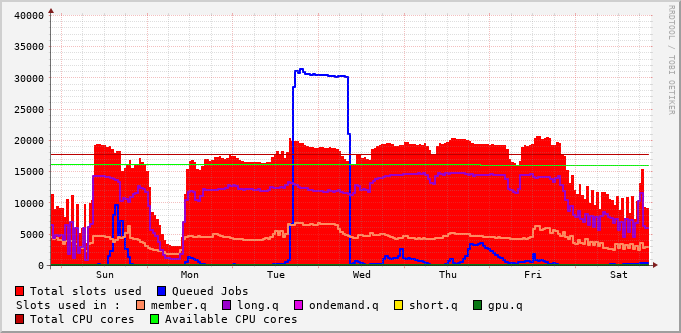 RRDTOOL / TOBI OETIKER
40000
35000
30000
25000
20000
15000
10000
5000
0
Sun Mon Tue Wed Thu Fri Sat
Total slots used Queued Jobs
Slots used in : member.q long.q ondemand.q short.q gpu.q
Total CPU cores Available CPU cores